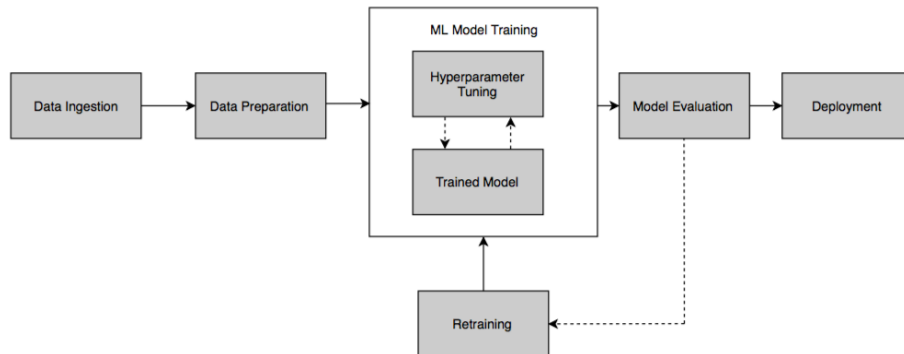 ML Model Training
Hyperparameter
Tuning
Data Ingestion
Data Preparation
Model Evaluation
Deployment
Trained Model
Retraining